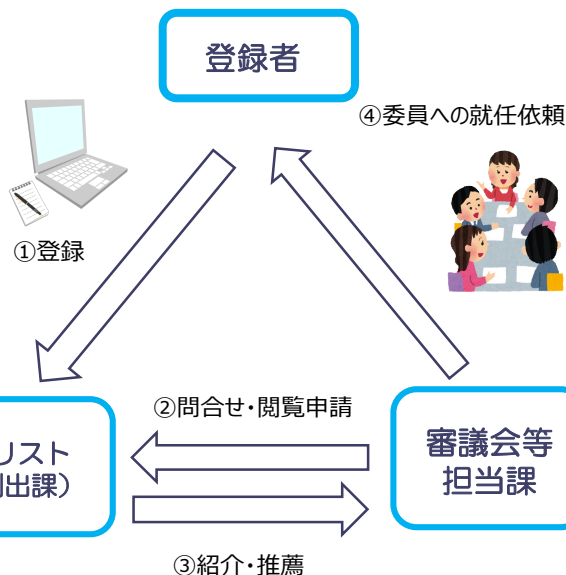 登録者
④委員への就任依頼
①登録
②問合せ・閲覧申請
リスト
出課）
審議会等
担当課
③紹介・推薦